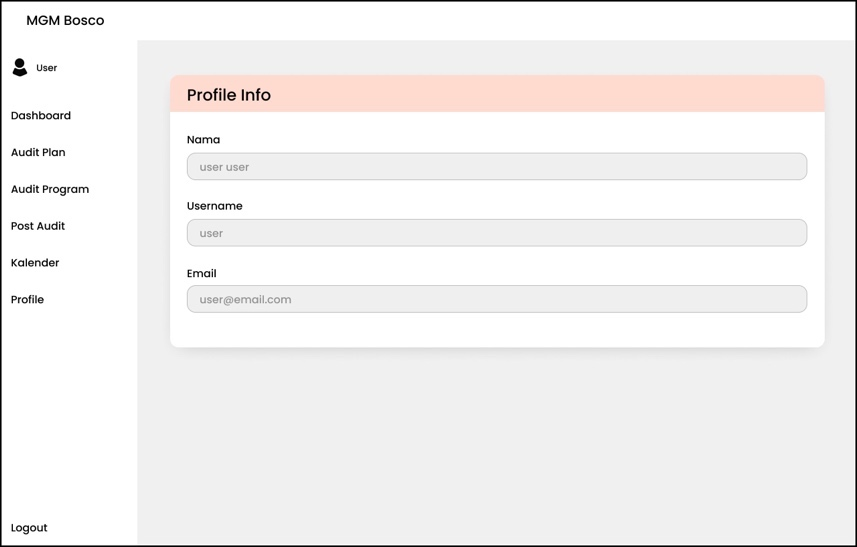 MGM Bosco
User
Dashboard
Audit Plan
Audit Program
Post Audit
Kalender
Profile
Logout
Profile Info
Nama
user user
Username
user
Email
user@email.com